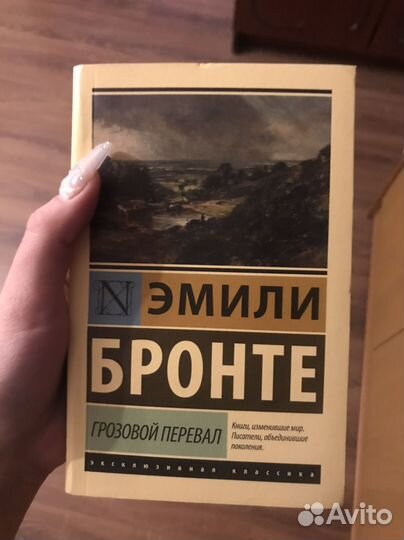 N
ЭМИЛИ
БРОНТЕ
ГРОЗОВОЙ ПЕРЕВАЛ
Книги, изменившие мир.
Писатели, объединившие
поколения.
эксклюзивная классика
Avito